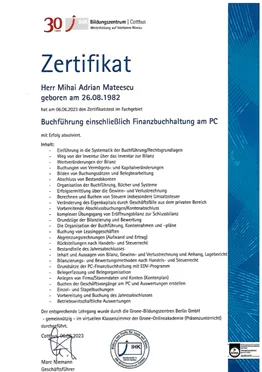 30
Bildungszentrum | Cottbus
Weiterbildung auf höchstem Niveau
Zertifikat
Herr Mihai Adrian Mateescu
geboren am 26.08.1982
hat am 06.06.2023 den Zertifikatstest im Fachgebiet
Buchführung einschließlich Finanzbuchhaltung am PC
mit Erfolg absolviert.
Inhalt:
- Einführung in die Systematik der Buchführung/Rechtsgrundlagen
- Weg von der Inventur über das Inventar zur Bilanz
- Wertveränderungen der Bilanz
- Buchungen von Vermögens- und Kapitalveränderungen
- Bilden von Buchungssätzen und Belegbearbeitung
- Abschluss von Bestandskonten
- Organisation der Buchführung, Bücher und Systeme
- Erfolgsermittlung über die Gewinn- und Verlustrechnung
- Berechnen und Buchen von Steuern insbesondere Umsatzsteuer
- Veränderung des Eigenkapitals durch Geschäftsfälle aus dem privaten Bereich
- Vorbereitende Abschlussbuchungen/Kontenabschluss
- komplexer Übungsgang von Eröffnungsbilanz zur Schlussbilanz
- Grundsätze der Bilanzierung und Bewertung
- Die Organisation der Buchführung, Kontenrahmen und -pläne
- Buchung von Leasinggeschäften
- Abgrenzungsrechnungen (Aufwand und Ertrag)
- Rückstellungen nach Handels- und Steuerrecht
- Bestandteile des Jahresabschlusses
- Inhalt und Aussagen von Bilanz, Gewinn- und Verlustrechnung und Anhang, Lagebericht
- Bilanzierungs- und Bewertungsmethoden nach Handels- und Steuerrecht
- Grundsätze der PC-Finanzbuchhaltung mit EDV-Programm
- Belegerfassung und Belegorganisation
- Anlegen von Firma/Stammdaten und Konten (Kontenplan)
- Buchen der Geschäftsvorgänge am PC und Auswertungen erstellen
- Einzel- und Stapelbuchungen
- Vorbereitung und Buchung des Jahresabschlusses
- Betriebswirtschaftliche Auswertungen
Der entsprechende Lehrgang wurde durch die Grone-Bildungszentren Berlin GmbH
- gemeinnützig - im virtuellen Klassenzimmer der Grone-Onlineakademie (Präsenzunterricht)
durchgeführt.
Cottbus, 06.06.2023
Marc Niemann
Geschäftsführer
IHK